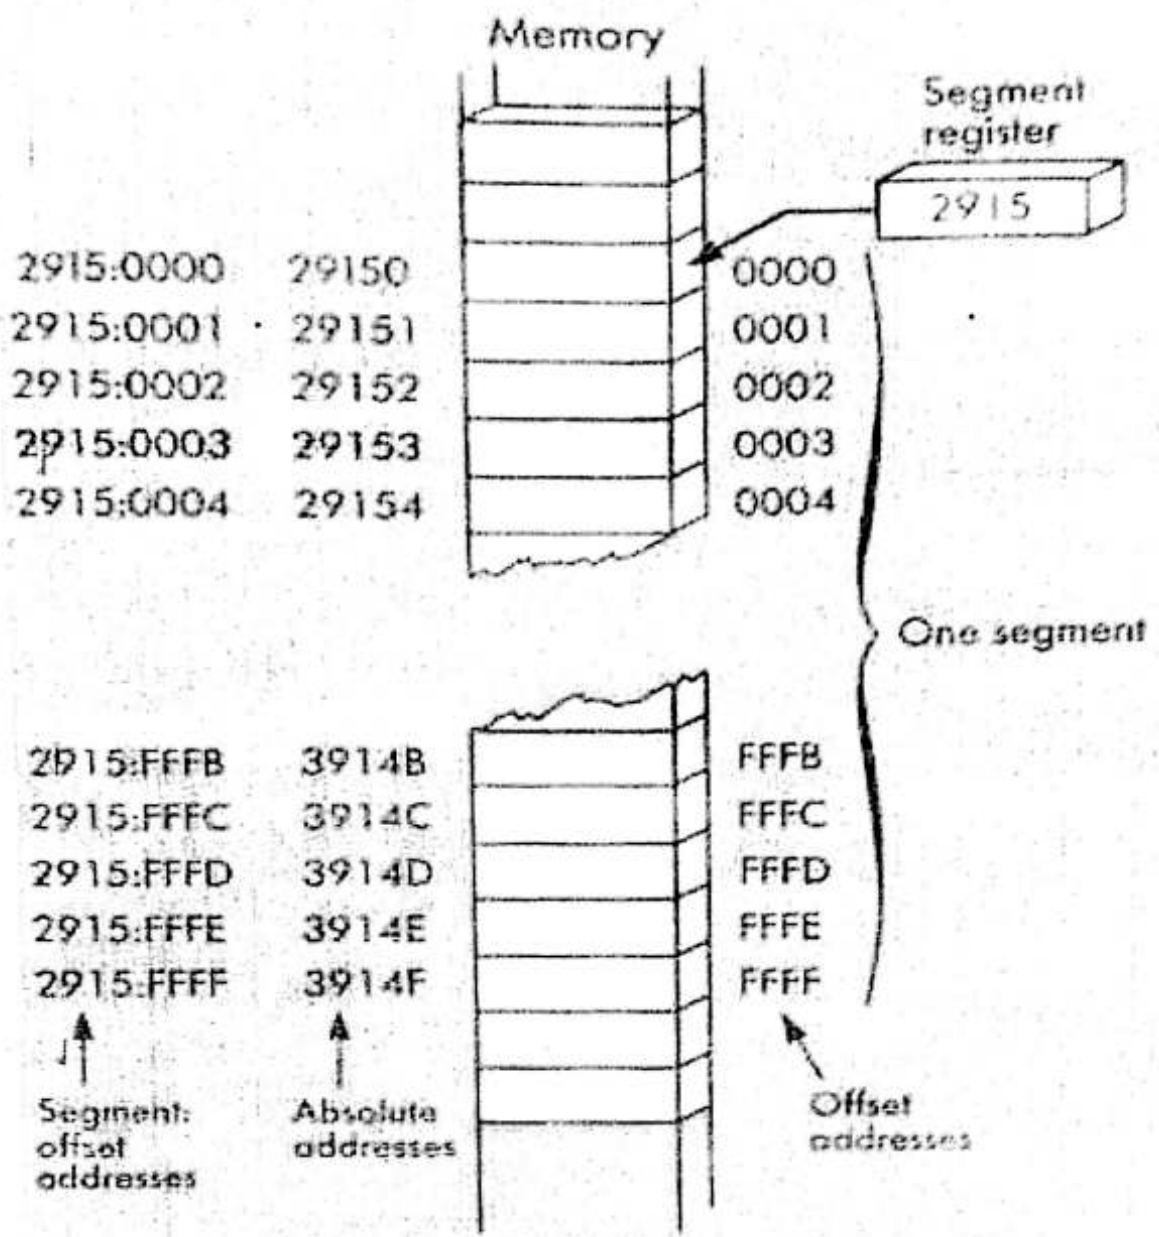 Memory
Segment
register
2915
2915:0000 29150 0000
2915:0001 29151 0001
2915:0002 29152 0002
2915:0003 29153 0003
2915:0004 29154 0004
One segment
2915:FFFB 3914B FFFB
2915:FFFC 3914C FFFC
2915:FFFD 3914D FFFD
2915:FFFE 3914E FFFE
2915:FFFF 3914F FFFF
Segment:
offset
addresses
Absolute
addresses
Offset
addresses